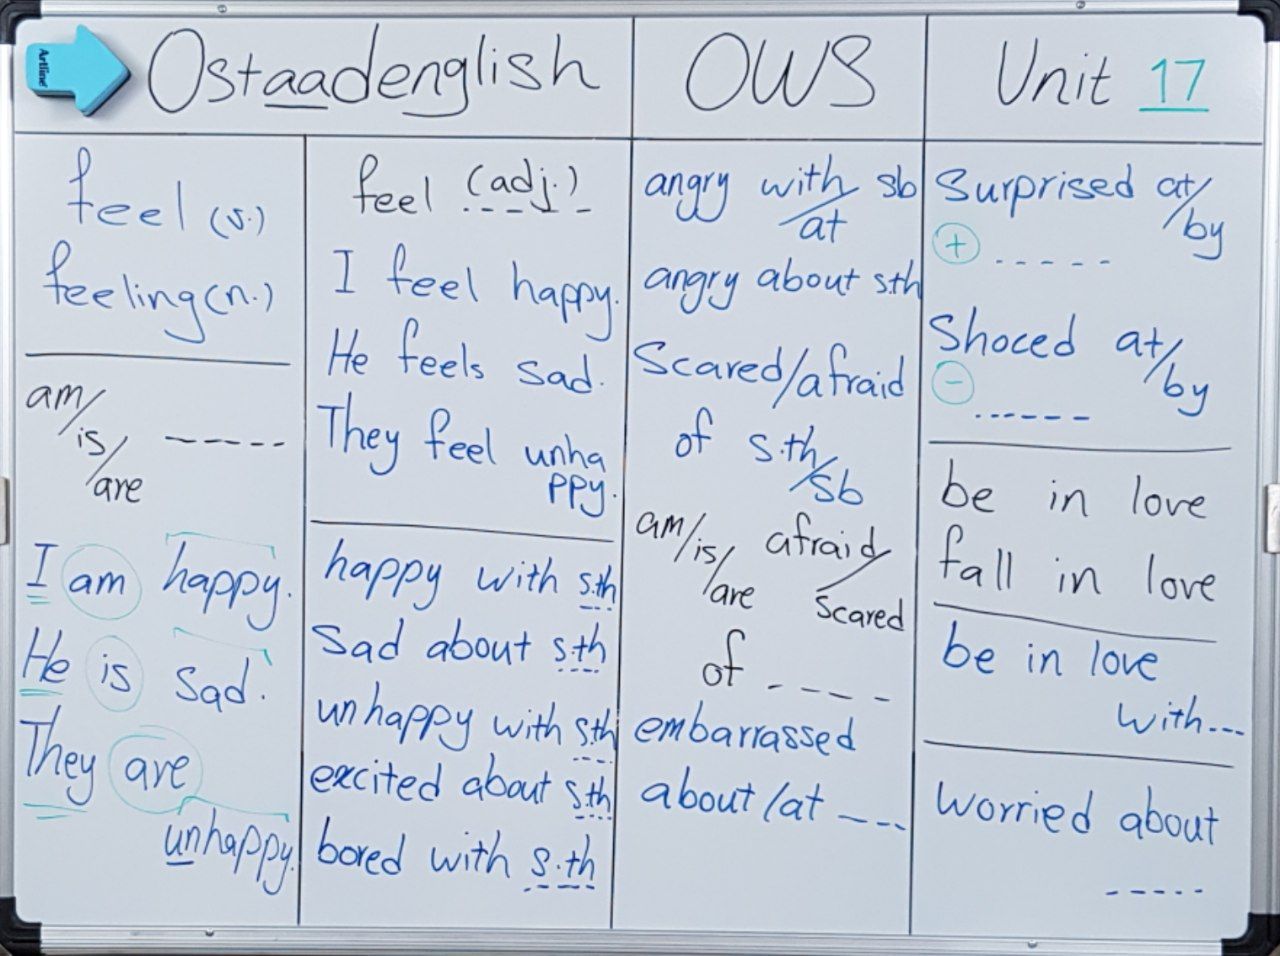 Artline
Ostaadenglish
OWS
Unit 17
feel (v.)
feeling (n.)
am/is/are -----
I am happy.
He is sad.
They are
unhappy.
feel (adj.)
I feel happy.
He feels sad.
They feel unha
ppy.
happy with s.th
Sad about s.th
unhappy with s.th
excited about s.th
bored with s.th
angry with/at sb
angry about sth
Scared/afraid
of s.th/sb
am/is/are afraid/scared
of ----
embarrassed
about/at ---
Surprised at/by
+ -----
Shoced at/by
- ------
be in love
fall in love
be in love
with...
Worried about
-----